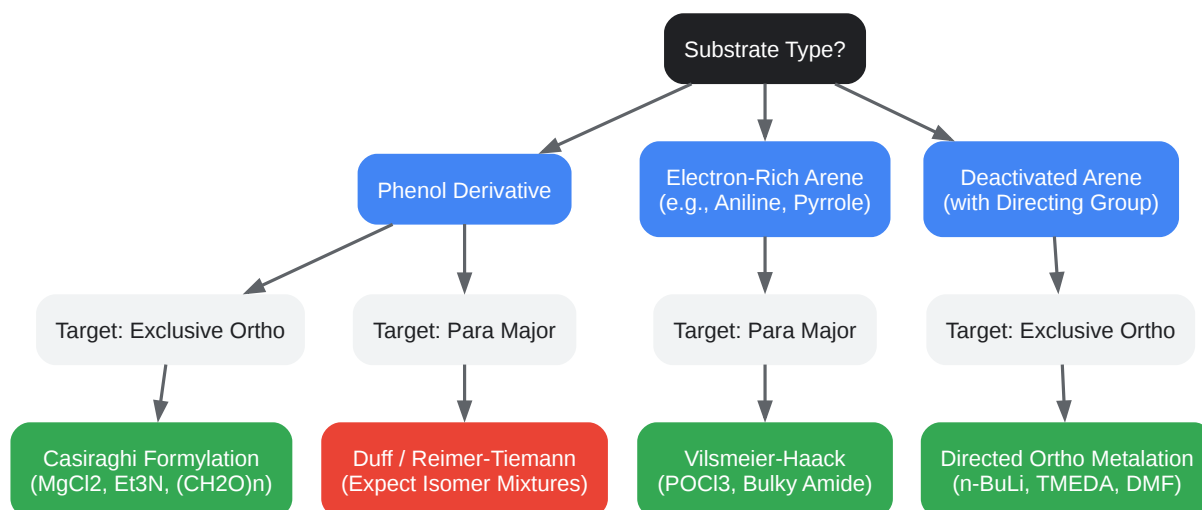 Substrate Type?
Phenol Derivative
Electron-Rich Arene
(e.g., Aniline, Pyrrole)
Deactivated Arene
(with Directing Group)
Target: Exclusive Ortho
Target: Para Major
Target: Para Major
Target: Exclusive Ortho
Casiraghi Formylation
(MgCl2, Et3N, (CH2O)n)
Duff / Reimer-Tiemann
(Expect Isomer Mixtures)
Vilsmeier-Haack
(POCl3, Bulky Amide)
Directed Ortho Metalation
(n-BuLi, TMEDA, DMF)